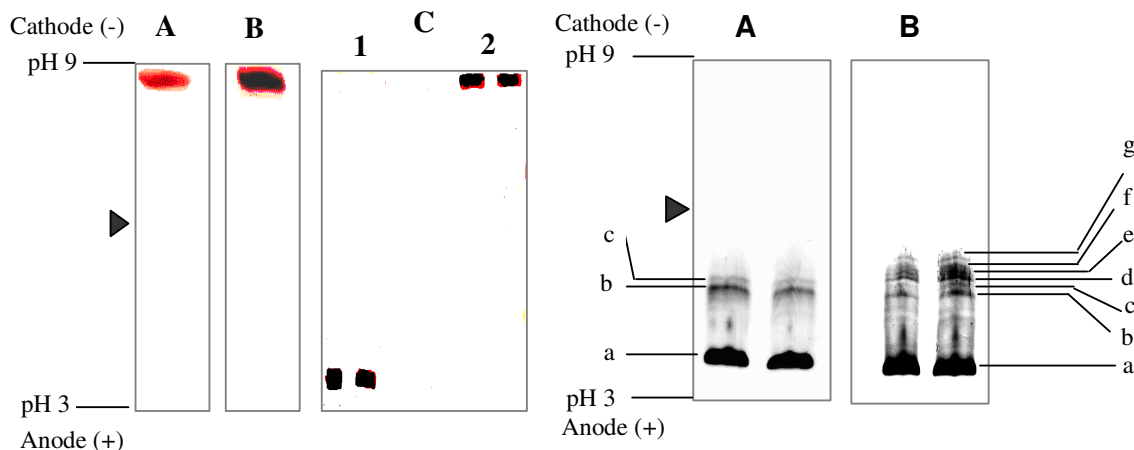 Cathode (-)
A
B
C
1
2
pH 9
pH 3
Anode (+)
Cathode (-)
A
B
pH 9
c
b
a
pH 3
Anode (+)
g
f
e
d
c
b
a